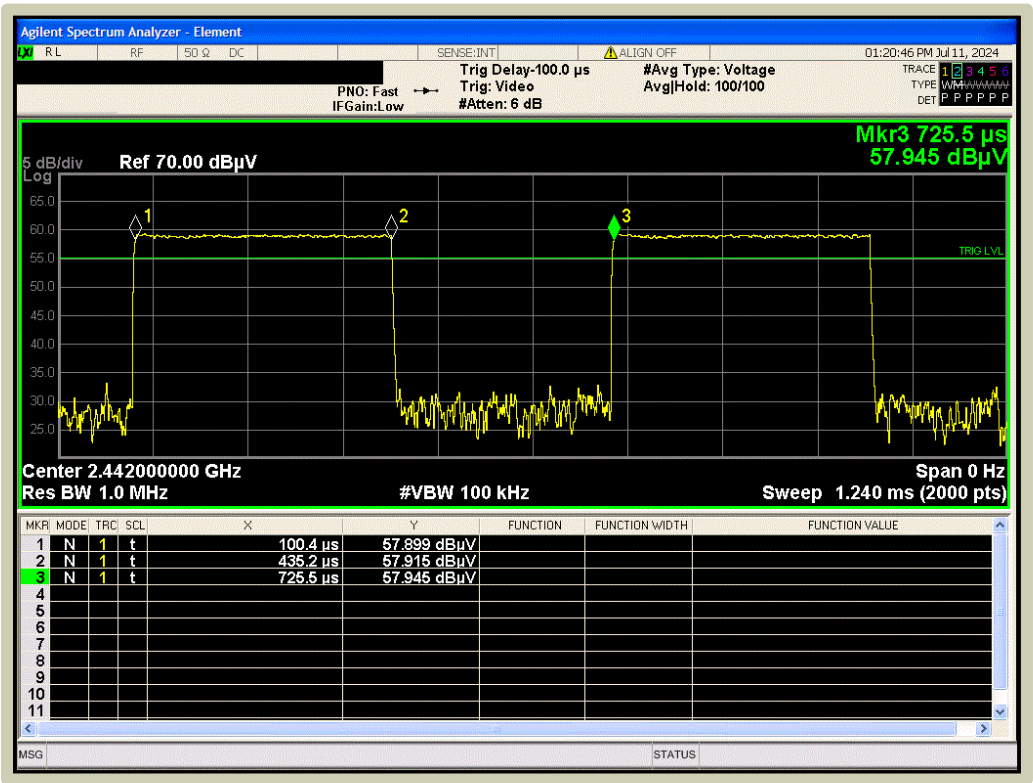 Agilent Spectrum Analyzer - Element
LXI RL RF 50 Ω DC SENSE:INT ALIGN OFF 01:20:46 PM Jul 11, 2024
Trig Delay-100.0 µs #Avg Type: Voltage TRACE 1 2 3 4 5 6
PNO: Fast Trig: Video Avg|Hold: 100/100 TYPE
IFGain:Low #Atten: 6 dB DET P P P P P P
Mkr3 725.5 µs
5 dB/div Ref 70.00 dBµV 57.945 dBµV
Log
65.0
1 2 3
60.0
TRIG LVL
55.0
50.0
45.0
40.0
35.0
30.0
25.0
Center 2.442000000 GHz Span 0 Hz
Res BW 1.0 MHz #VBW 100 kHz Sweep 1.240 ms (2000 pts)
MKR MODE TRC SCL X Y FUNCTION FUNCTION WIDTH FUNCTION VALUE
1 N 1 t 100.4 µs 57.899 dBµV
2 N 1 t 435.2 µs 57.915 dBµV
3 N 1 t 725.5 µs 57.945 dBµV
4
5
6
7
8
9
10
11
MSG STATUS